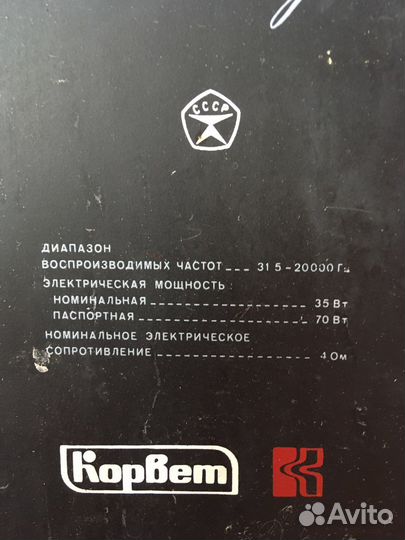 СССР
ДИАПАЗОН
ВОСПРОИЗВОДИМЫХ ЧАСТОТ 31 5-20000 Гц
ЭЛЕКТРИЧЕСКАЯ МОЩНОСТЬ:
НОМИНАЛЬНАЯ 35 Вт
ПАСПОРТНАЯ 70 Вт
НОМИНАЛЬНОЕ ЭЛЕКТРИЧЕСКОЕ
СОПРОТИВЛЕНИЕ 4 Ом
КорВет
Avito